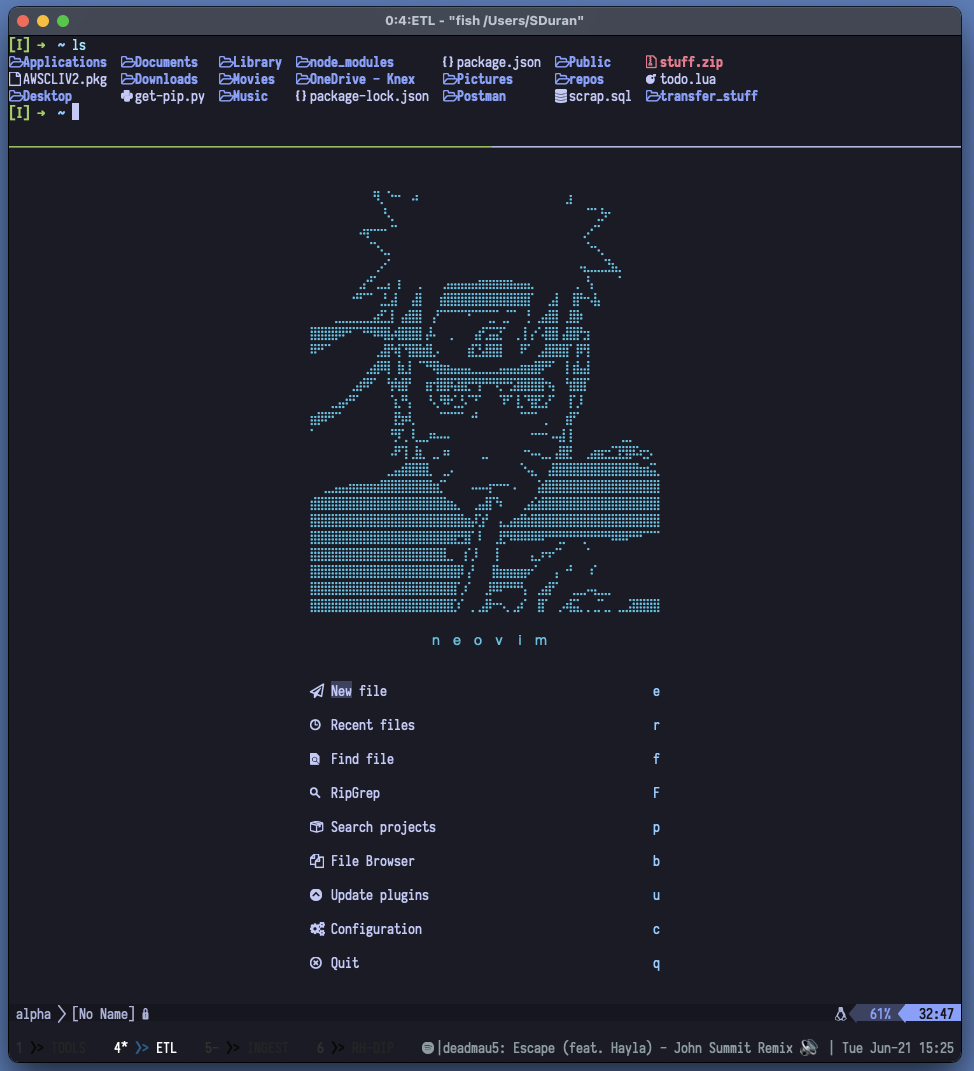 0:4:ETL - "fish /Users/SDuran"
[I] ➜ ~ ls
Applications Documents Library node_modules {} package.json Public stuff.zip
AWSCLIV2.pkg Downloads Movies OneDrive - Knex Pictures repos todo.lua
Desktop get-pip.py Music {} package-lock.json Postman scrap.sql transfer_stuff
[I] ➜ ~
n e o v i m
New file e
Recent files r
Find file f
RipGrep F
Search projects p
File Browser b
Update plugins u
Configuration c
Quit q
alpha [No Name] 61% 32:47
1 TOOLS 4* ETL 5- INGEST 6 RH-DIP |deadmau5: Escape (feat. Hayla) - John Summit Remix | Tue Jun-21 15:25